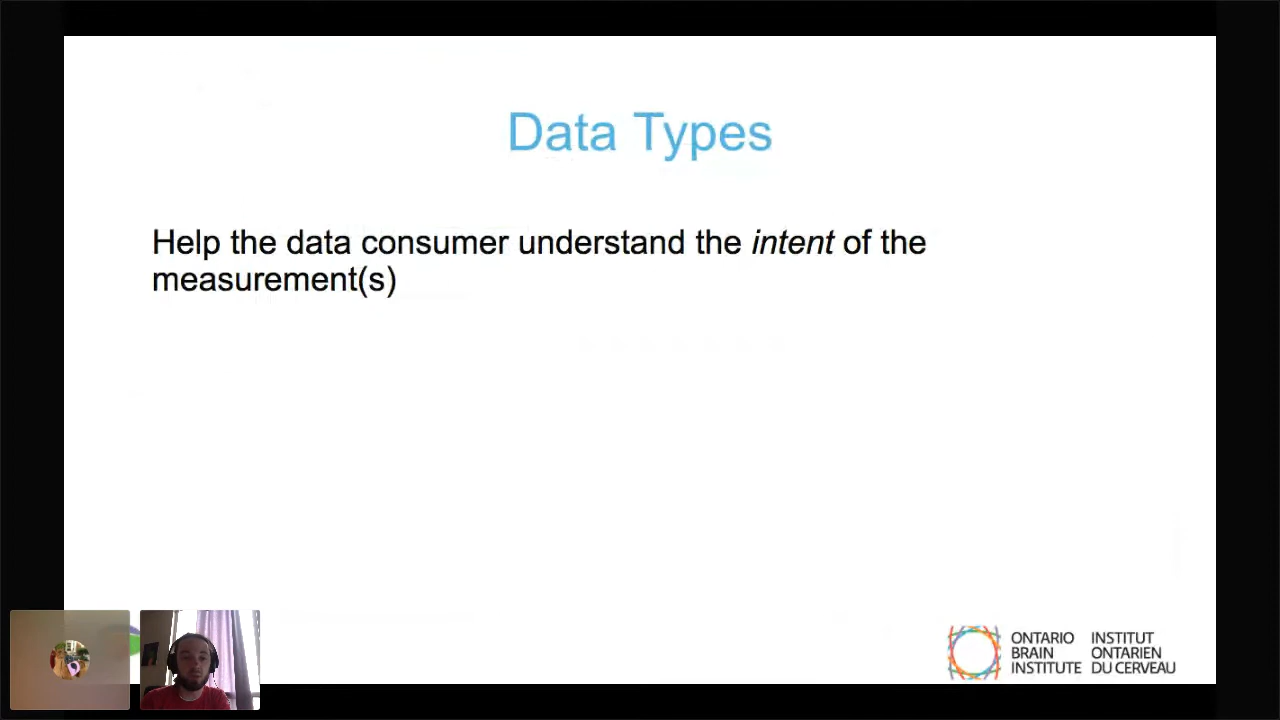 Data Types
Help the data consumer understand the intent of the
measurement(s)
ONTARIO
BRAIN
INSTITUTE
INSTITUT
ONTARIEN
DU CERVEAU